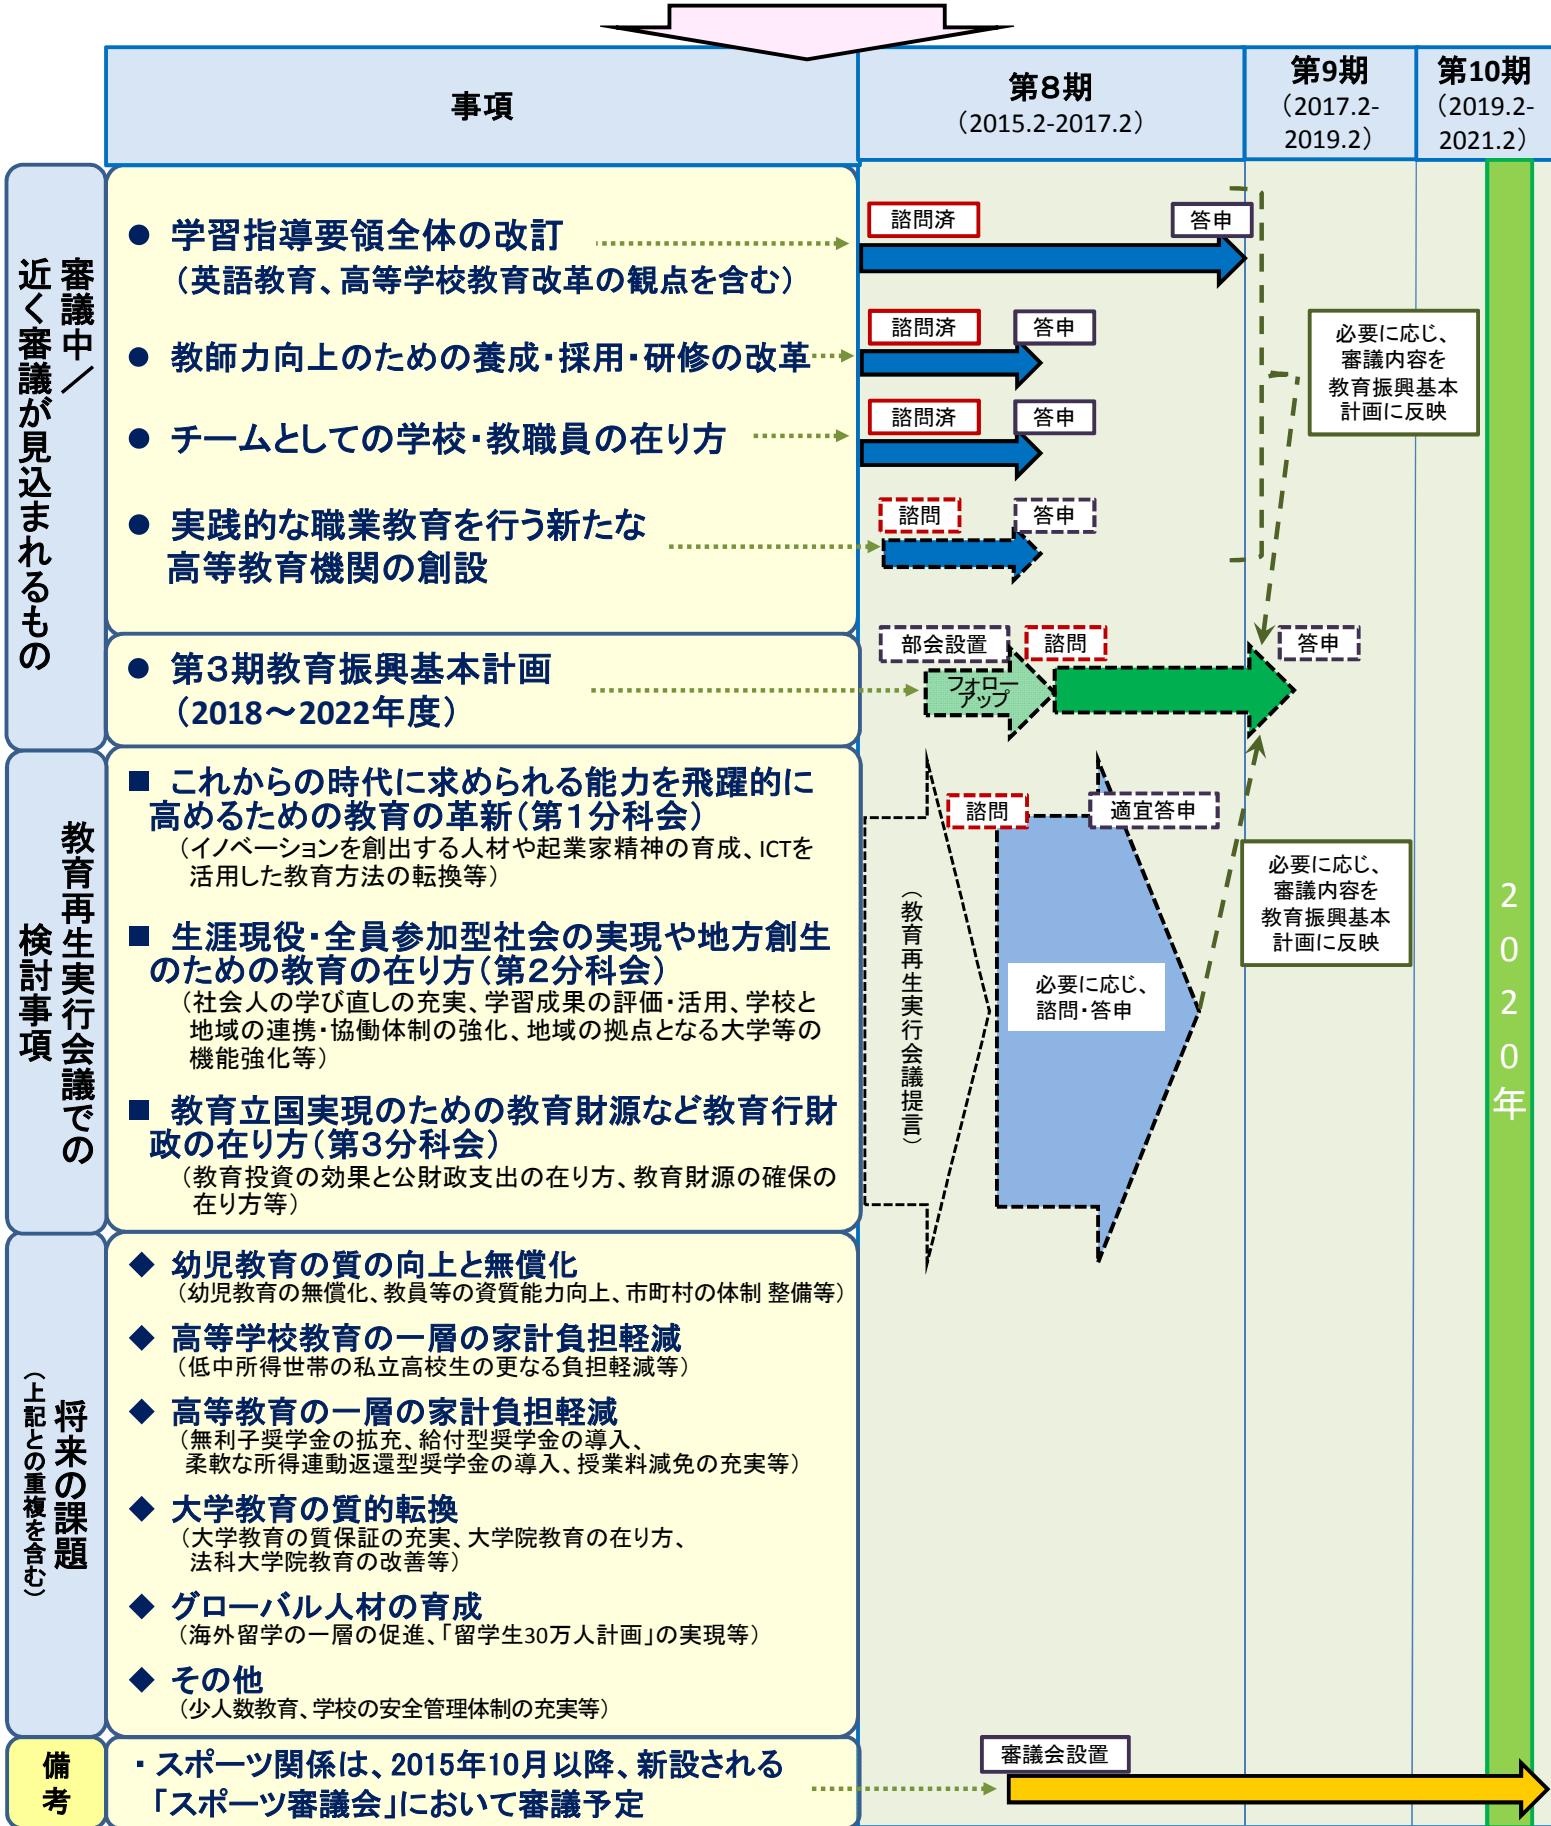 事項
第8期
（2015.2-2017.2）
第9期
（2017.2-
2019.2）
第10期
（2019.2-
2021.2）
審議中／
近く審議が見込まれるもの
● 学習指導要領全体の改訂
（英語教育、高等学校教育改革の観点を含む）
諮問済
答申
● 教師力向上のための養成・採用・研修の改革
諮問済
答申
● チームとしての学校・教職員の在り方
諮問済
答申
● 実践的な職業教育を行う新たな
高等教育機関の創設
諮問
答申
必要に応じ、
審議内容を
教育振興基本
計画に反映
● 第3期教育振興基本計画
（2018～2022年度）
部会設置
フォロー
アップ
諮問
答申
教育再生実行会議での
検討事項
■ これからの時代に求められる能力を飛躍的に
高めるための教育の革新（第1分科会）
（イノベーションを創出する人材や起業家精神の育成、ICTを
活用した教育方法の転換等）
■ 生涯現役・全員参加型社会の実現や地方創生
のための教育の在り方（第2分科会）
（社会人の学び直しの充実、学習成果の評価・活用、学校と
地域の連携・協働体制の強化、地域の拠点となる大学等の
機能強化等）
■ 教育立国実現のための教育財源など教育行財
政の在り方（第3分科会）
（教育投資の効果と公財政支出の在り方、教育財源の確保の
在り方等）
（教育再生実行会議提言）
諮問
適宜答申
必要に応じ、
諮問・答申
必要に応じ、
審議内容を
教育振興基本
計画に反映
2020年
将来の課題
（上記との重複を含む）
◆ 幼児教育の質の向上と無償化
（幼児教育の無償化、教員等の資質能力向上、市町村の体制 整備等）
◆ 高等学校教育の一層の家計負担軽減
（低中所得世帯の私立高校生の更なる負担軽減等）
◆ 高等教育の一層の家計負担軽減
（無利子奨学金の拡充、給付型奨学金の導入、
柔軟な所得連動返還型奨学金の導入、授業料減免の充実等）
◆ 大学教育の質的転換
（大学教育の質保証の充実、大学院教育の在り方、
法科大学院教育の改善等）
◆ グローバル人材の育成
（海外留学の一層の促進、「留学生30万人計画」の実現等）
◆ その他
（少人数教育、学校の安全管理体制の充実等）
備考
・スポーツ関係は、2015年10月以降、新設される
「スポーツ審議会」において審議予定
審議会設置